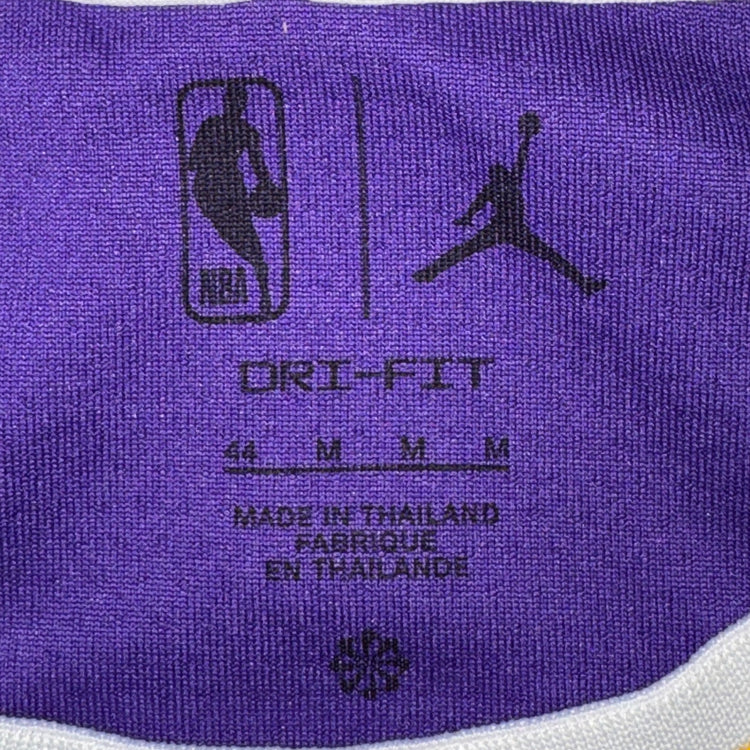 NBA
DRI-FIT
44 M M M
MADE IN THAILAND
FABRIQUE
EN THAILANDE